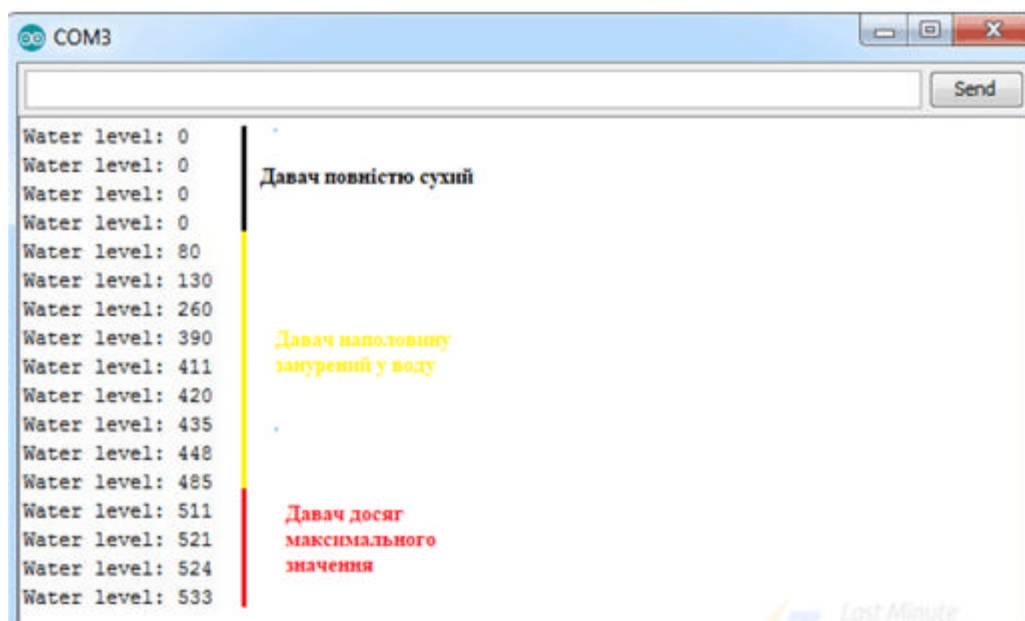 COM3
Send
Water level: 0
Water level: 0
Давач повністю сухий
Water level: 0
Water level: 0
Water level: 80
Water level: 130
Water level: 260
Water level: 390
Давач наполовину
Water level: 411
занурений у воду
Water level: 420
Water level: 435
Water level: 448
Water level: 485
Water level: 511
Давач досяг
Water level: 521
максимального
Water level: 524
значення
Water level: 533
Last Minute